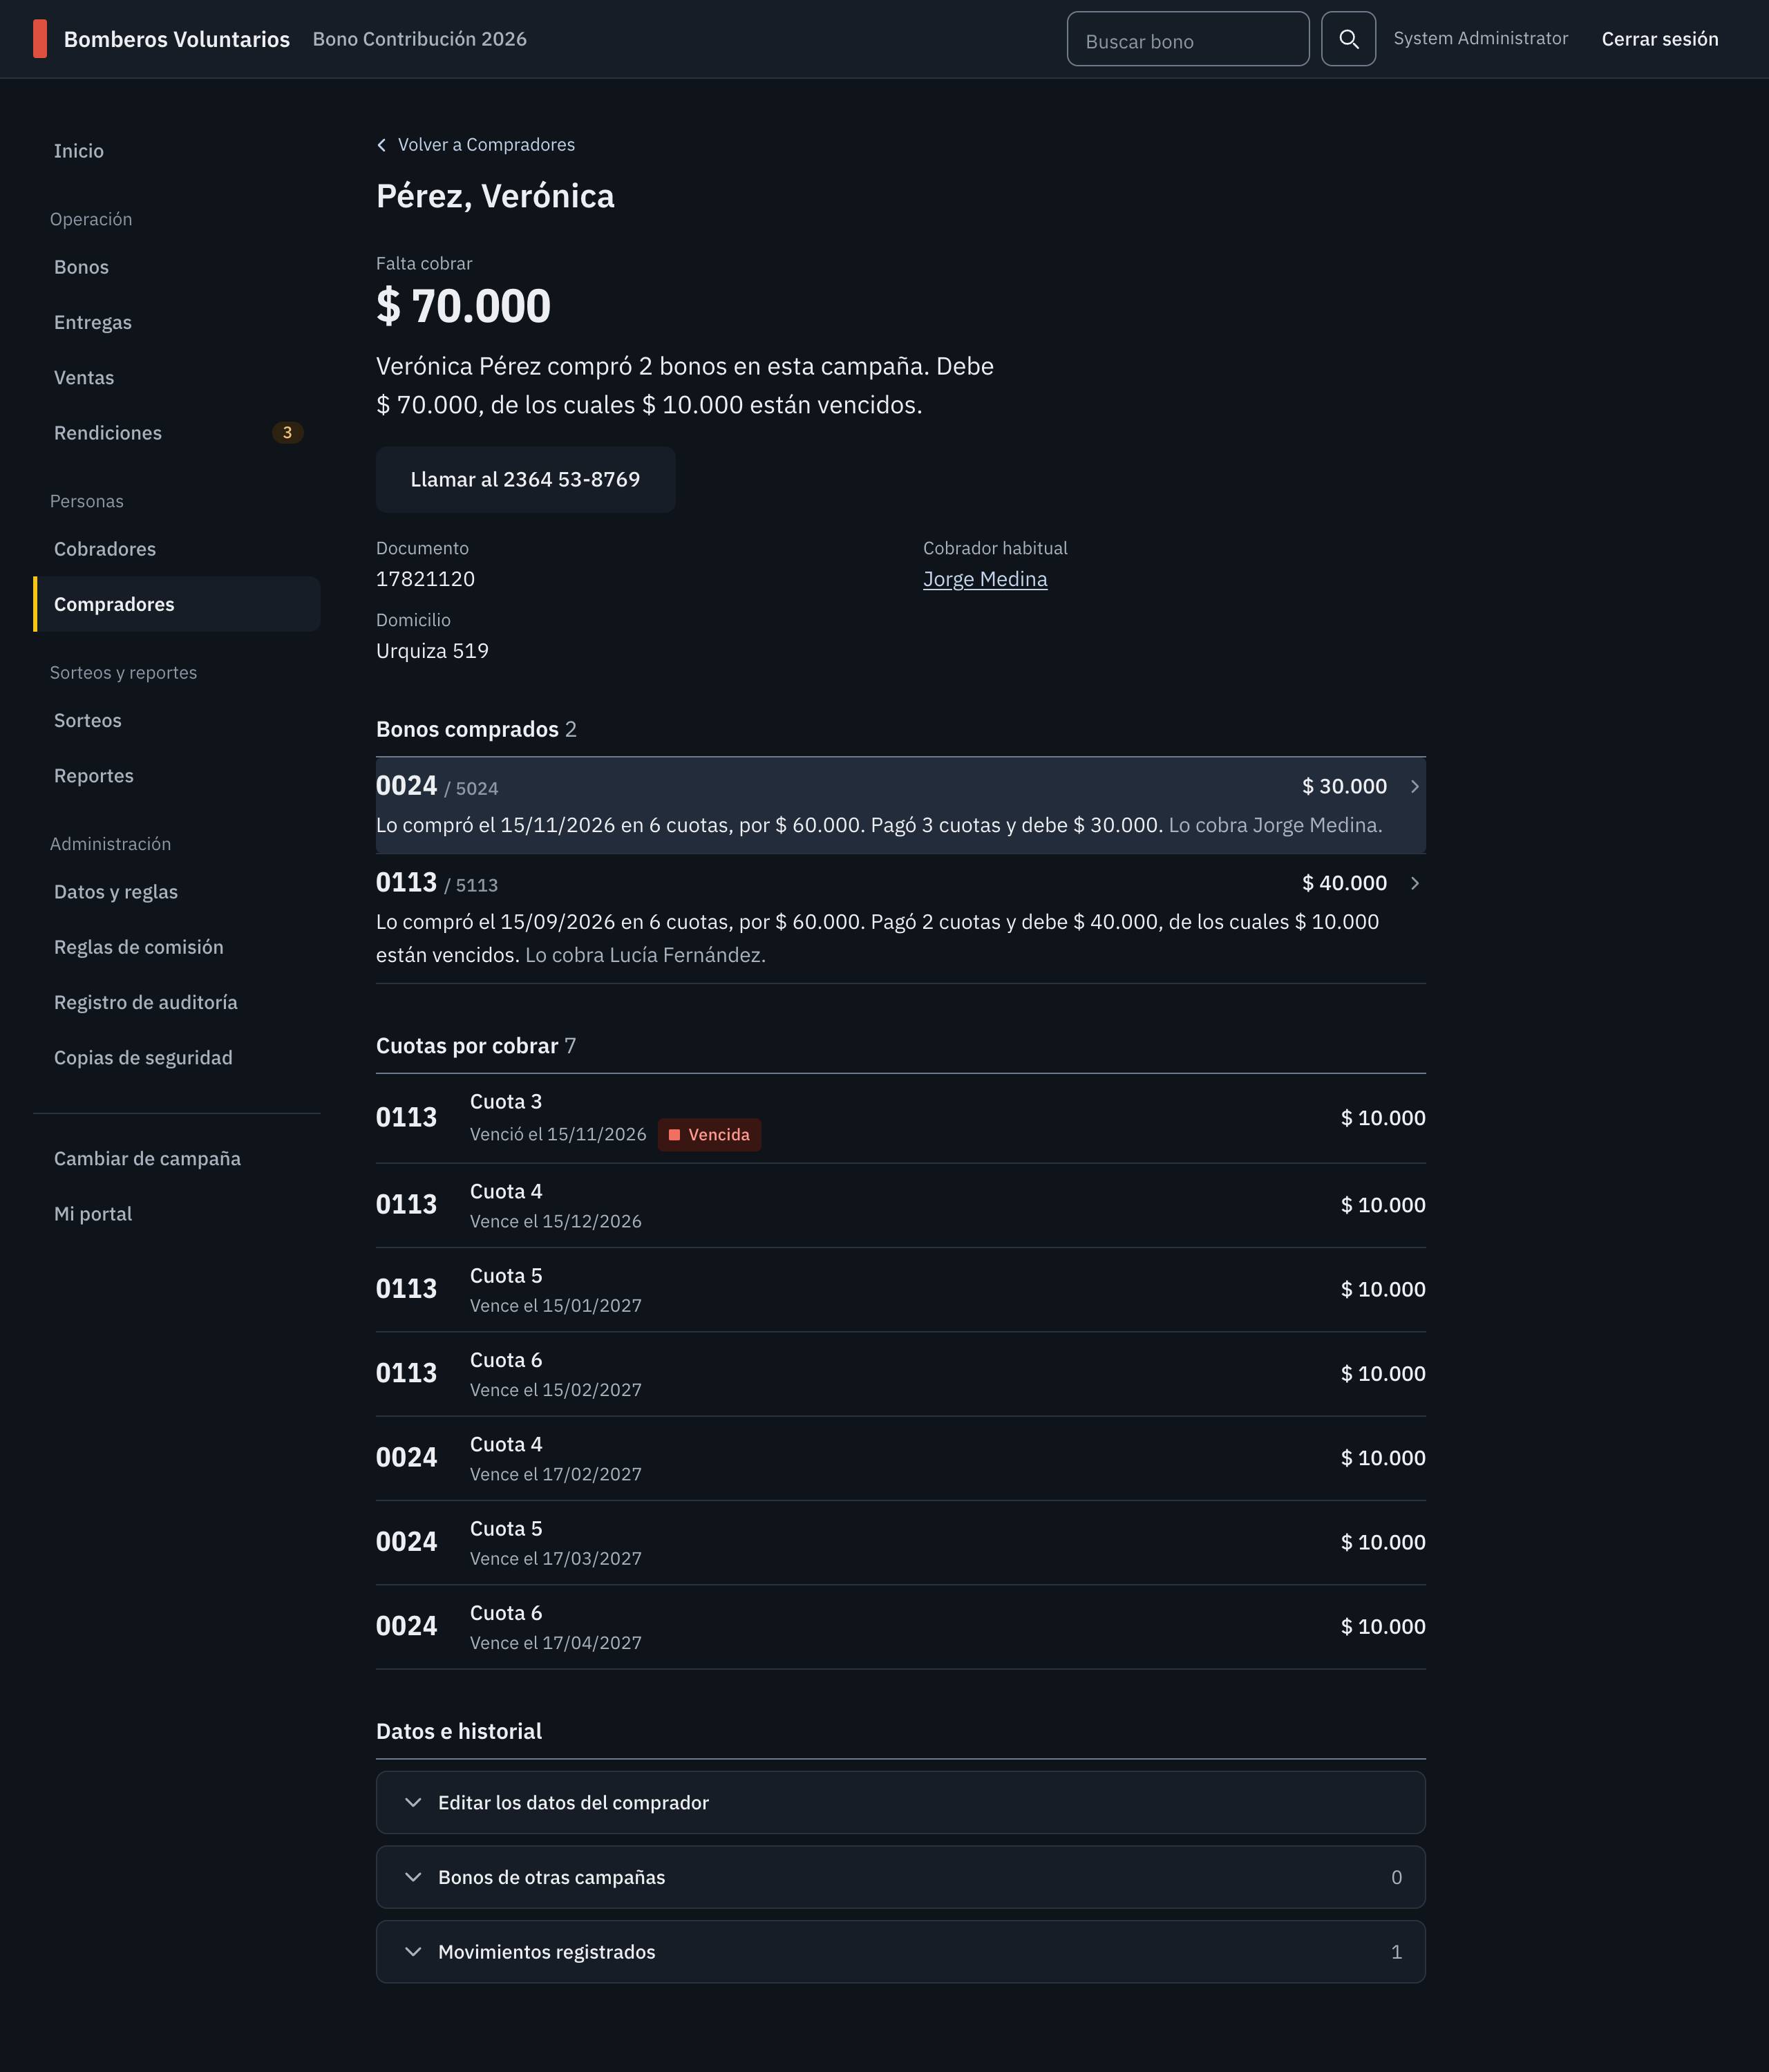 Bomberos Voluntarios Bono Contribución 2026 Buscar bono System Administrator Cerrar sesión
Inicio
Operación
Bonos
Entregas
Ventas
Rendiciones 3
Personas
Cobradores
Compradores
Sorteos y reportes
Sorteos
Reportes
Administración
Datos y reglas
Reglas de comisión
Registro de auditoría
Copias de seguridad
Cambiar de campaña
Mi portal
Volver a Compradores
Pérez, Verónica
Falta cobrar
$ 70.000
Verónica Pérez compró 2 bonos en esta campaña. Debe
$ 70.000, de los cuales $ 10.000 están vencidos.
Llamar al 2364 53-8769
Documento
17821120
Cobrador habitual
Jorge Medina
Domicilio
Urquiza 519
Bonos comprados 2
0024 / 5024 $ 30.000
Lo compró el 15/11/2026 en 6 cuotas, por $ 60.000. Pagó 3 cuotas y debe $ 30.000. Lo cobra Jorge Medina.
0113 / 5113 $ 40.000
Lo compró el 15/09/2026 en 6 cuotas, por $ 60.000. Pagó 2 cuotas y debe $ 40.000, de los cuales $ 10.000
están vencidos. Lo cobra Lucía Fernández.
Cuotas por cobrar 7
0113 Cuota 3 $ 10.000
Venció el 15/11/2026 Vencida
0113 Cuota 4 $ 10.000
Vence el 15/12/2026
0113 Cuota 5 $ 10.000
Vence el 15/01/2027
0113 Cuota 6 $ 10.000
Vence el 15/02/2027
0024 Cuota 4 $ 10.000
Vence el 17/02/2027
0024 Cuota 5 $ 10.000
Vence el 17/03/2027
0024 Cuota 6 $ 10.000
Vence el 17/04/2027
Datos e historial
Editar los datos del comprador
Bonos de otras campañas 0
Movimientos registrados 1